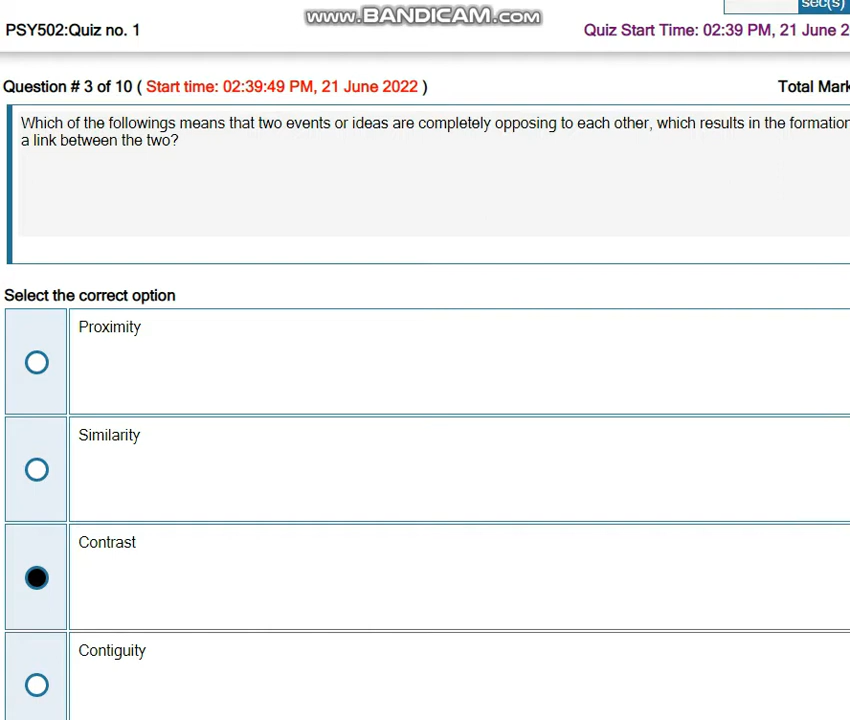 www.BANDICAM.com
sec(s)
PSY502:Quiz no. 1
Quiz Start Time: 02:39 PM, 21 June 2
Question # 3 of 10 ( Start time: 02:39:49 PM, 21 June 2022 )
Total Mark
Which of the followings means that two events or ideas are completely opposing to each other, which results in the formation
a link between the two?
Select the correct option
Proximity
Similarity
Contrast
Contiguity